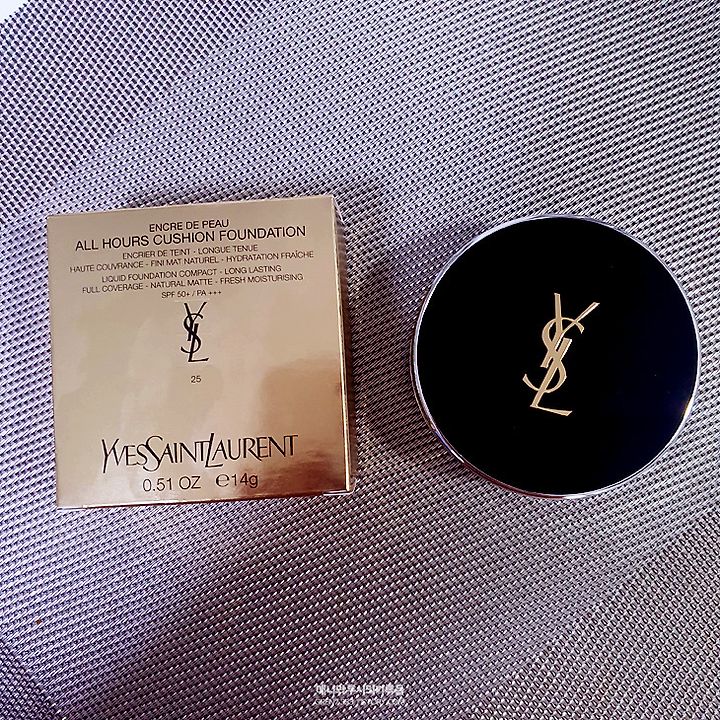 ENCRE DE PEAU
ALL HOURS CUSHION FOUNDATION
ENCRIER DE TEINT - LONGUE TENUE
HAUTE COUVRANCE - FINI MAT NATUREL - HYDRATATION FRAÎCHE
LIQUID FOUNDATION COMPACT - LONG LASTING
FULL COVERAGE - NATURAL MATTE - FRESH MOISTURISING
SPF 50+ / PA +++
YSL
25
YVESSAINTLAURENT
0.51 OZ ℮14g
YSL